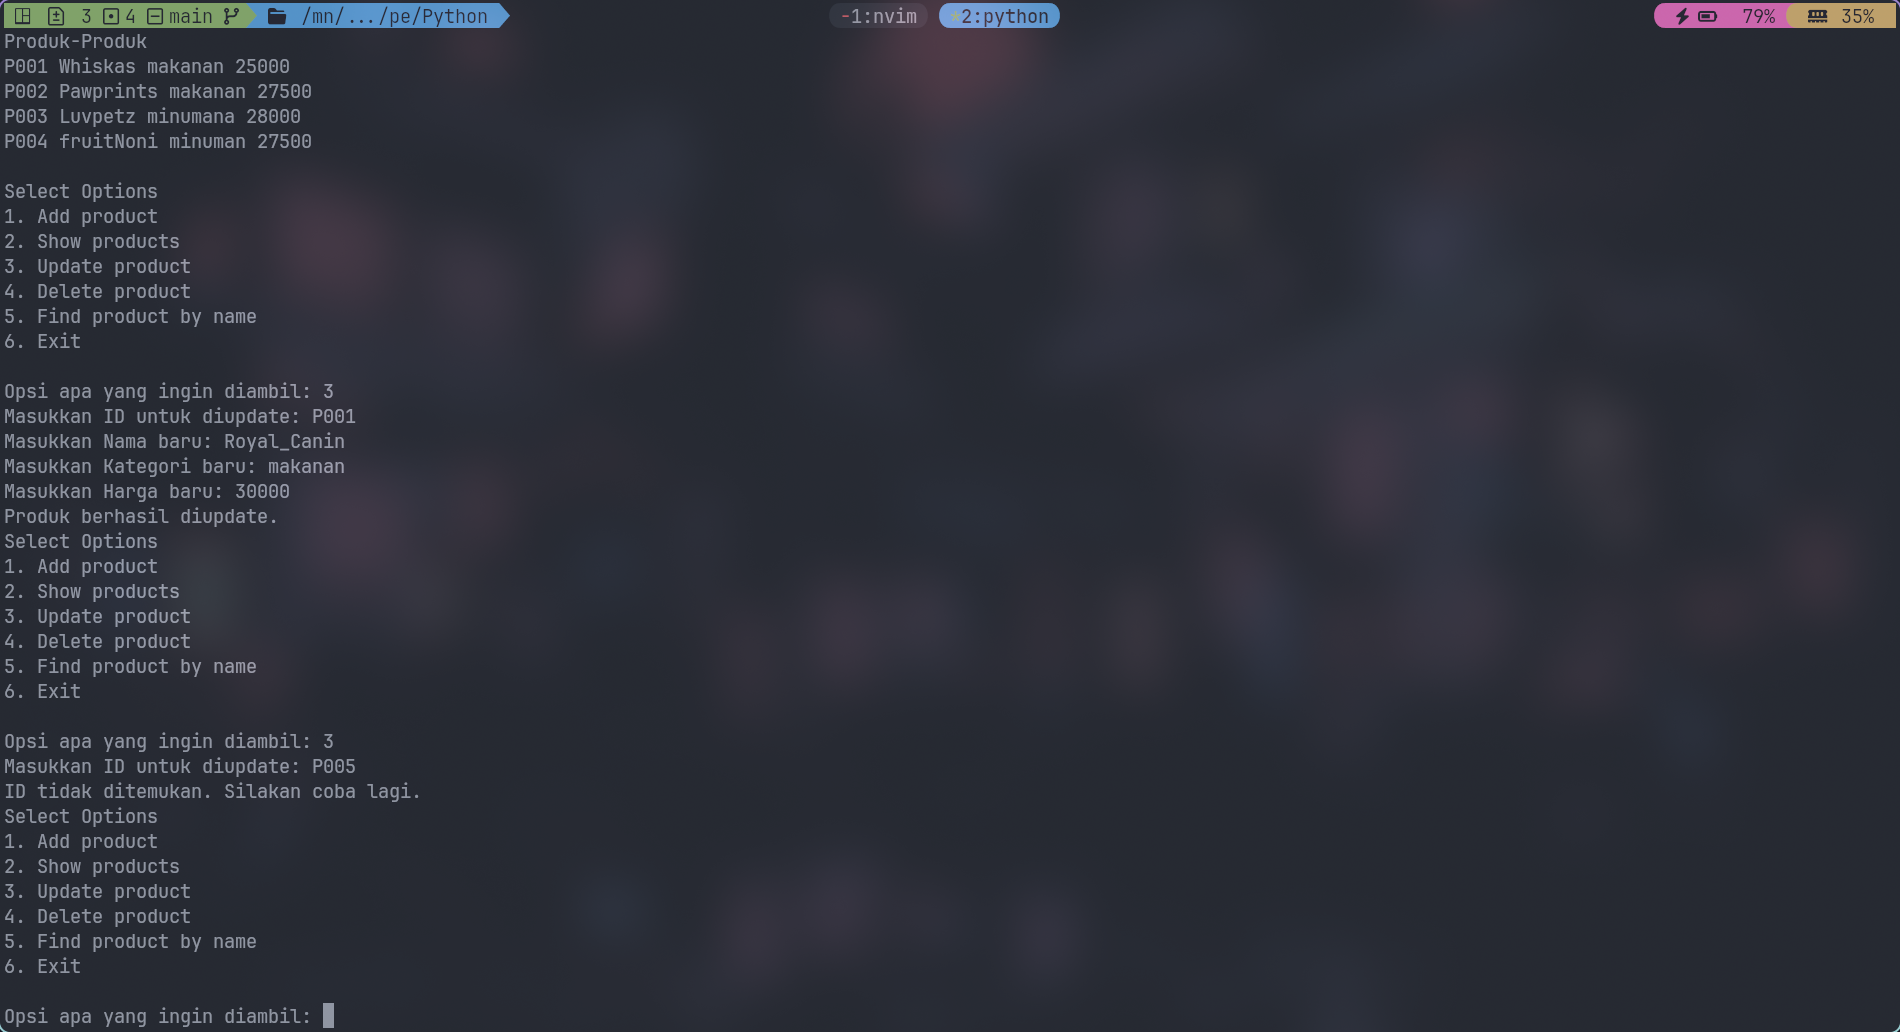 3 4 main /mn/.../pe/Python -1:nvim *2:python 79% 35%
Produk-Produk
P001 Whiskas makanan 25000
P002 Pawprints makanan 27500
P003 Luvpetz minumana 28000
P004 fruitNoni minuman 27500
Select Options
1. Add product
2. Show products
3. Update product
4. Delete product
5. Find product by name
6. Exit
Opsi apa yang ingin diambil: 3
Masukkan ID untuk diupdate: P001
Masukkan Nama baru: Royal_Canin
Masukkan Kategori baru: makanan
Masukkan Harga baru: 30000
Produk berhasil diupdate.
Select Options
1. Add product
2. Show products
3. Update product
4. Delete product
5. Find product by name
6. Exit
Opsi apa yang ingin diambil: 3
Masukkan ID untuk diupdate: P005
ID tidak ditemukan. Silakan coba lagi.
Select Options
1. Add product
2. Show products
3. Update product
4. Delete product
5. Find product by name
6. Exit
Opsi apa yang ingin diambil: